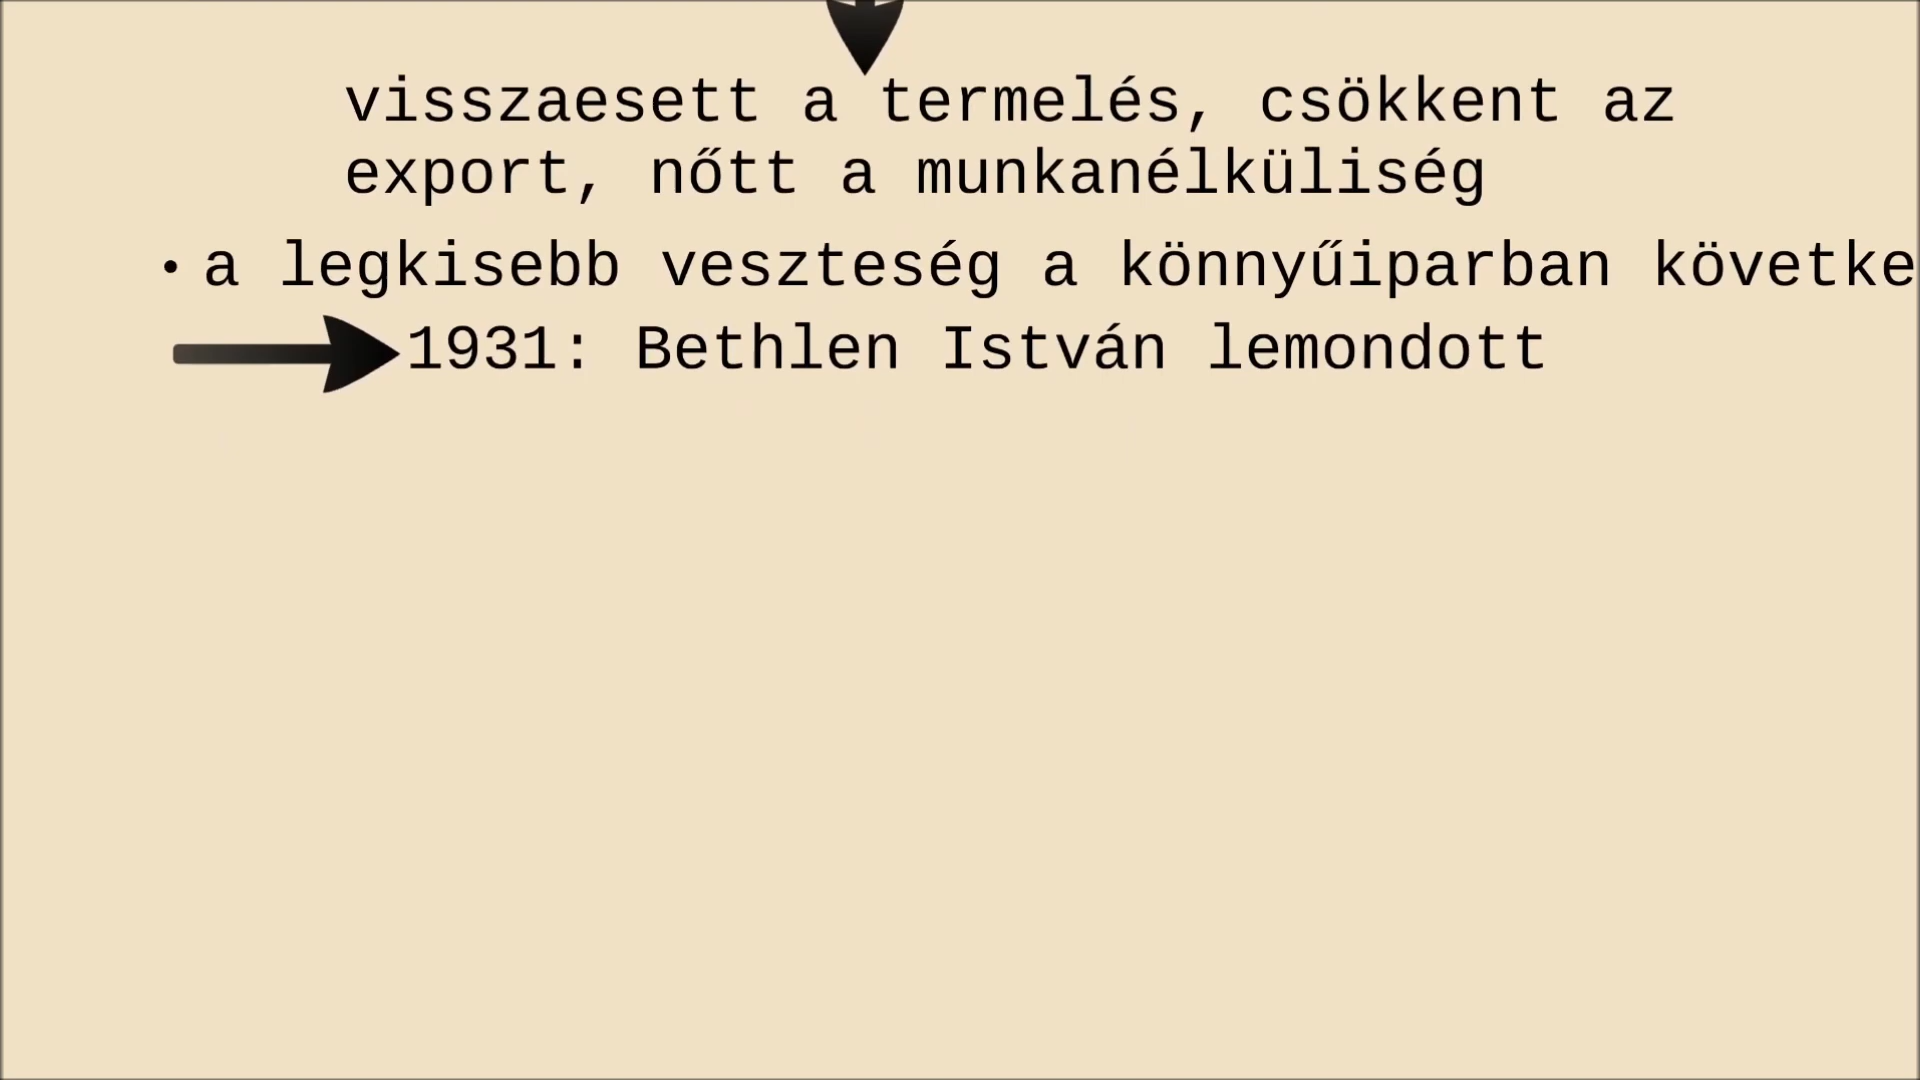 visszaesett a termelés, csökkent az
export, nőtt a munkanélküliség
• a legkisebb veszteség a könnyűiparban követke
1931: Bethlen István lemondott